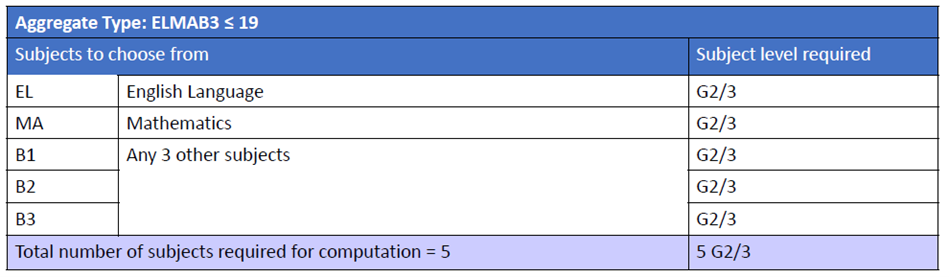 Aggregate Type: ELMAB3 ≤ 19
Subjects to choose from Subject level required
EL English Language G2/3
MA Mathematics G2/3
B1 Any 3 other subjects G2/3
B2 G2/3
B3 G2/3
Total number of subjects required for computation = 5 5 G2/3